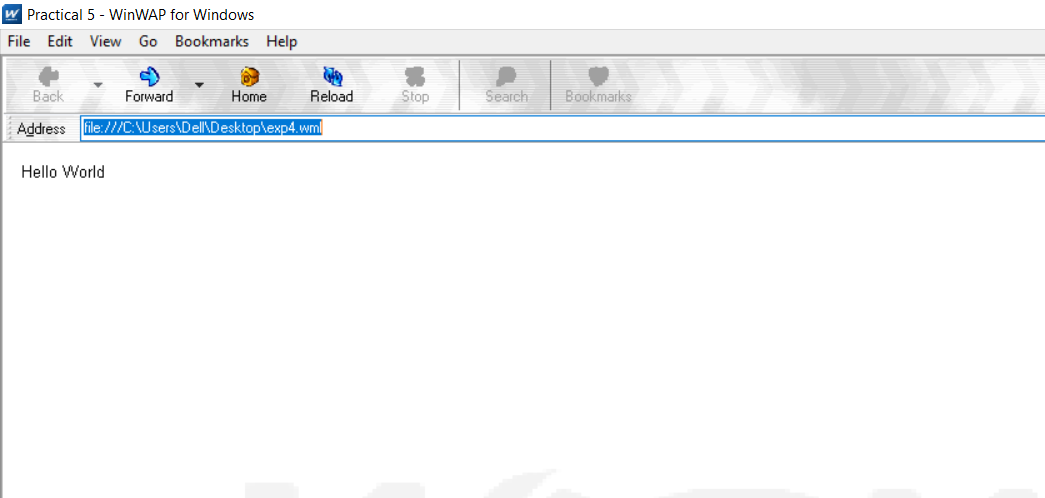 Practical 5 - WinWAP for Windows
File Edit View Go Bookmarks Help
Back Forward Home Reload Stop Search Bookmarks
Address file:///C:\Users\Dell\Desktop\exp4.wml
Hello World